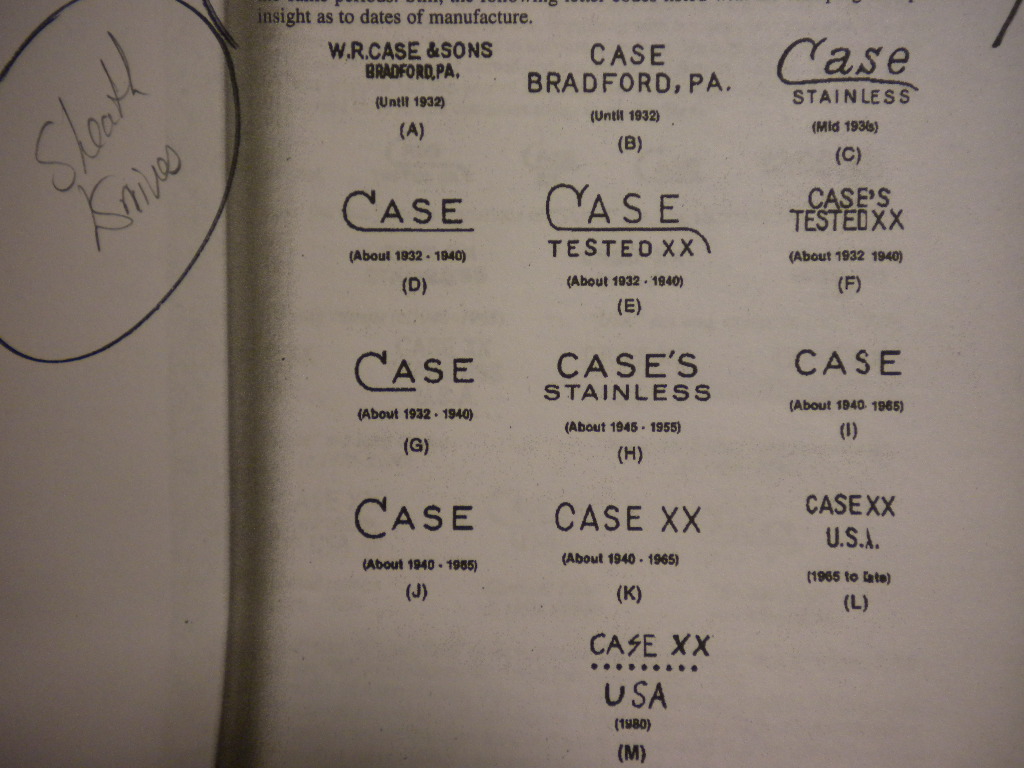 insight as to dates of manufacture.
Sheath
Knives
W.R.CASE & SONS
BRADFORD, PA.
(Until 1932)
(A)
CASE
BRADFORD, PA.
(Until 1932)
(B)
Case
STAINLESS
(Mid 193s)
(C)
CASE
(About 1932 - 1940)
(D)
CASE
TESTED XX
(About 1932 - 1940)
(E)
CASE'S
TESTED XX
(About 1932 1940)
(F)
CASE
(About 1932 - 1940)
(G)
CASE'S
STAINLESS
(About 1945 - 1955)
(H)
CASE
(About 1940- 1965)
(I)
CASE
(About 1940 - 1965)
(J)
CASE XX
(About 1940 - 1965)
(K)
CASE XX
U.S.A.
(1965 to Date)
(L)
CASE XX
USA
(1980)
(M)